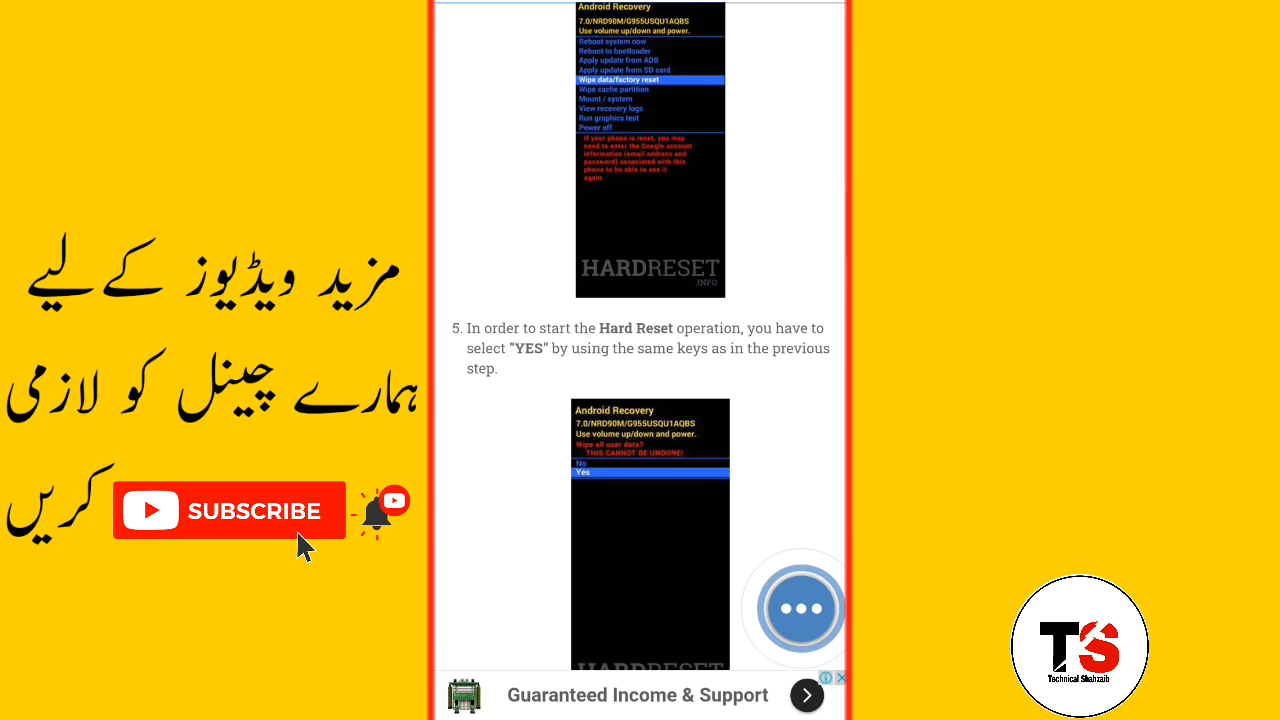 مزید ویڈیوز کے لیے
ہمارے چینل کو لازمی
کریں
SUBSCRIBE
Android Recovery
7.0/NRD90M/G955USQU1AQBS
Use volume up/down and power.
Reboot system now
Reboot to bootloader
Apply update from ADB
Apply update from SD card
Wipe data/factory reset
Wipe cache partition
Mount / system
View recovery logs
Run graphics test
Power off
If your phone is reset, you may
need to enter the Google account
information (email address and
password) associated with this
phone to be able to use it
again.
HARDRESET
.INFO
5. In order to start the Hard Reset operation, you have to
select "YES" by using the same keys as in the previous
step.
Android Recovery
7.0/NRD90M/G955USQU1AQBS
Use volume up/down and power.
Wipe all user data?
THIS CANNOT BE UNDONE!
No
Yes
HARDRESET
Guaranteed Income & Support
TS
Technical Shahzaib